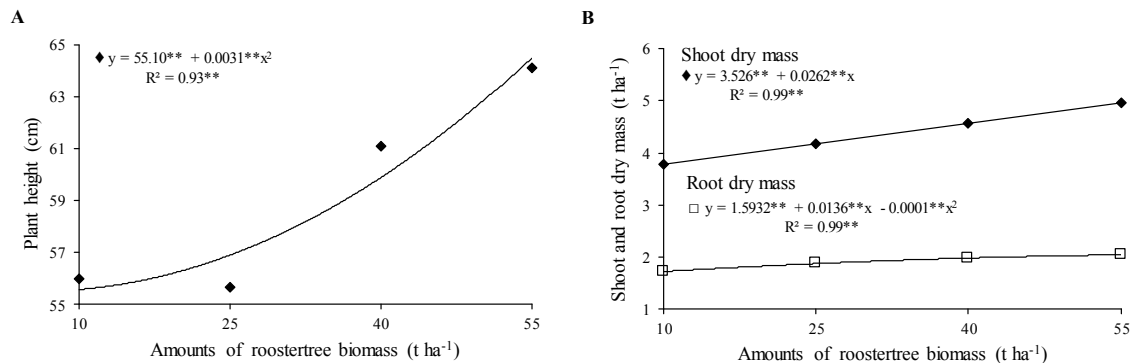 A
65
63
61
59
57
55
Plant height (cm)
◆ y = 55.10** + 0.0031**x²
R² = 0.93**
10 25 40 55
Amounts of roostertree biomass (t ha⁻¹)
B
6
5
4
3
2
1
Shoot and root dry mass (t ha⁻¹)
Shoot dry mass
◆ y = 3.526** + 0.0262**x
R² = 0.99**
Root dry mass
□ y = 1.5932** + 0.0136**x - 0.0001**x²
R² = 0.99**
10 25 40 55
Amounts of roostertree biomass (t ha⁻¹)